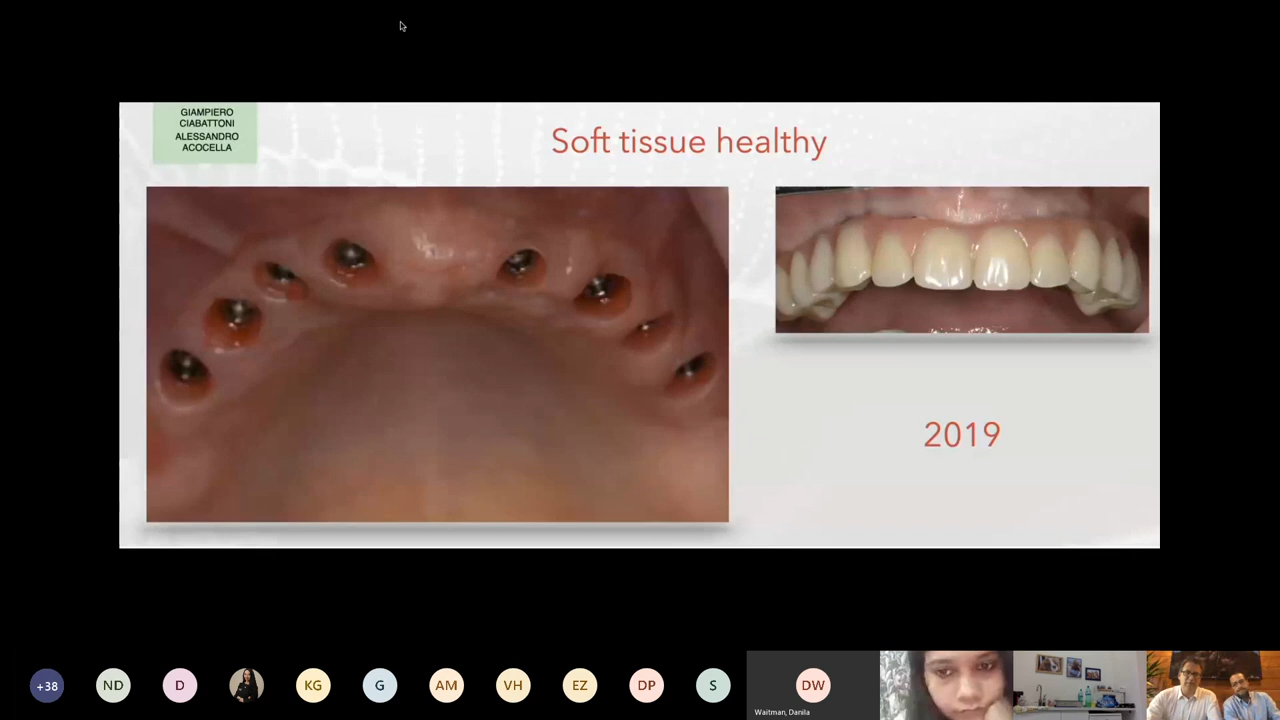 GIAMPIERO
CIABATTONI
ALESSANDRO
ACOCELLA
Soft tissue healthy
2019
+38
ND
D
KG
G
AM
VH
EZ
DP
S
DW
Waitman, Danila